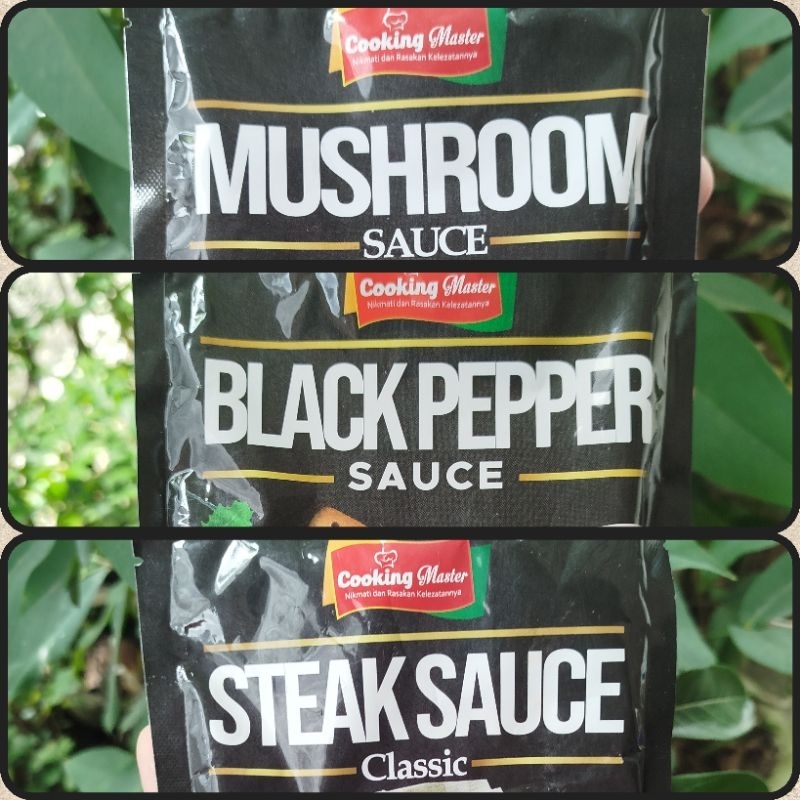 Cooking Master
Nikmati dan Rasakan Kelezatannya
MUSHROOM
SAUCE
Cooking Master
Nikmati dan Rasakan Kelezatannya
BLACK PEPPER
SAUCE
Cooking Master
Nikmati dan Rasakan Kelezatannya
STEAK SAUCE
Classic